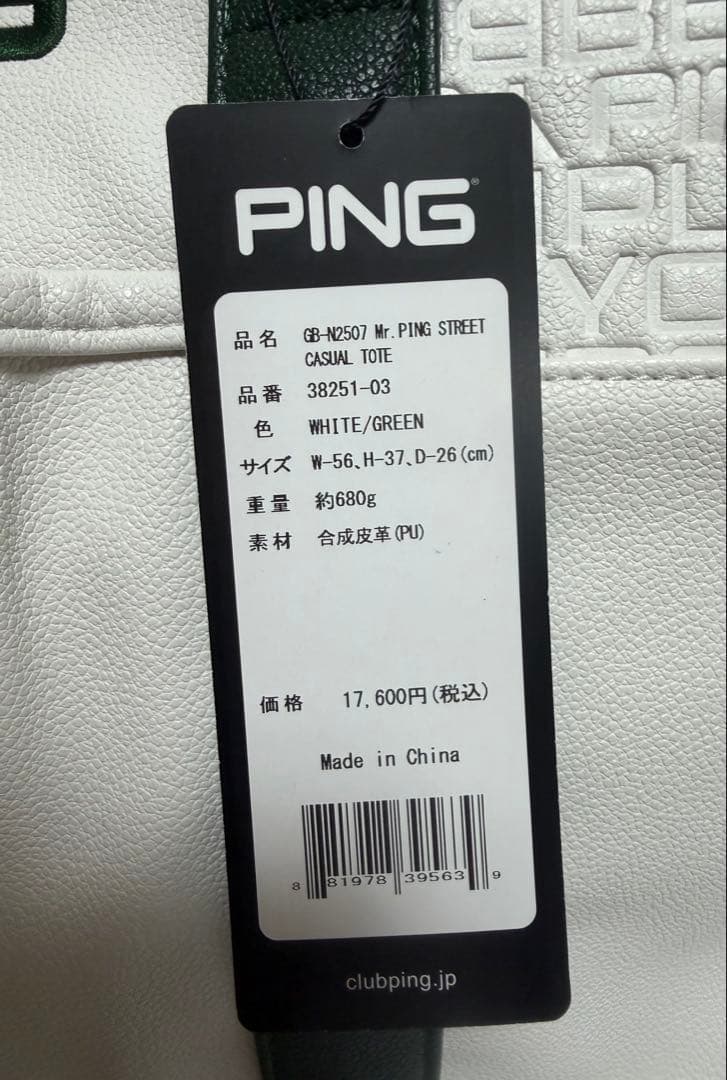 PING®
品名 GB-N2507 Mr.PING STREET
CASUAL TOTE
品番 38251-03
色 WHITE/GREEN
サイズ W-56、H-37、D-26(cm)
重量 約680g
素材 合成皮革(PU)
価格 17,600円(税込)
Made in China
8 81978 39563 9
clubping.jp